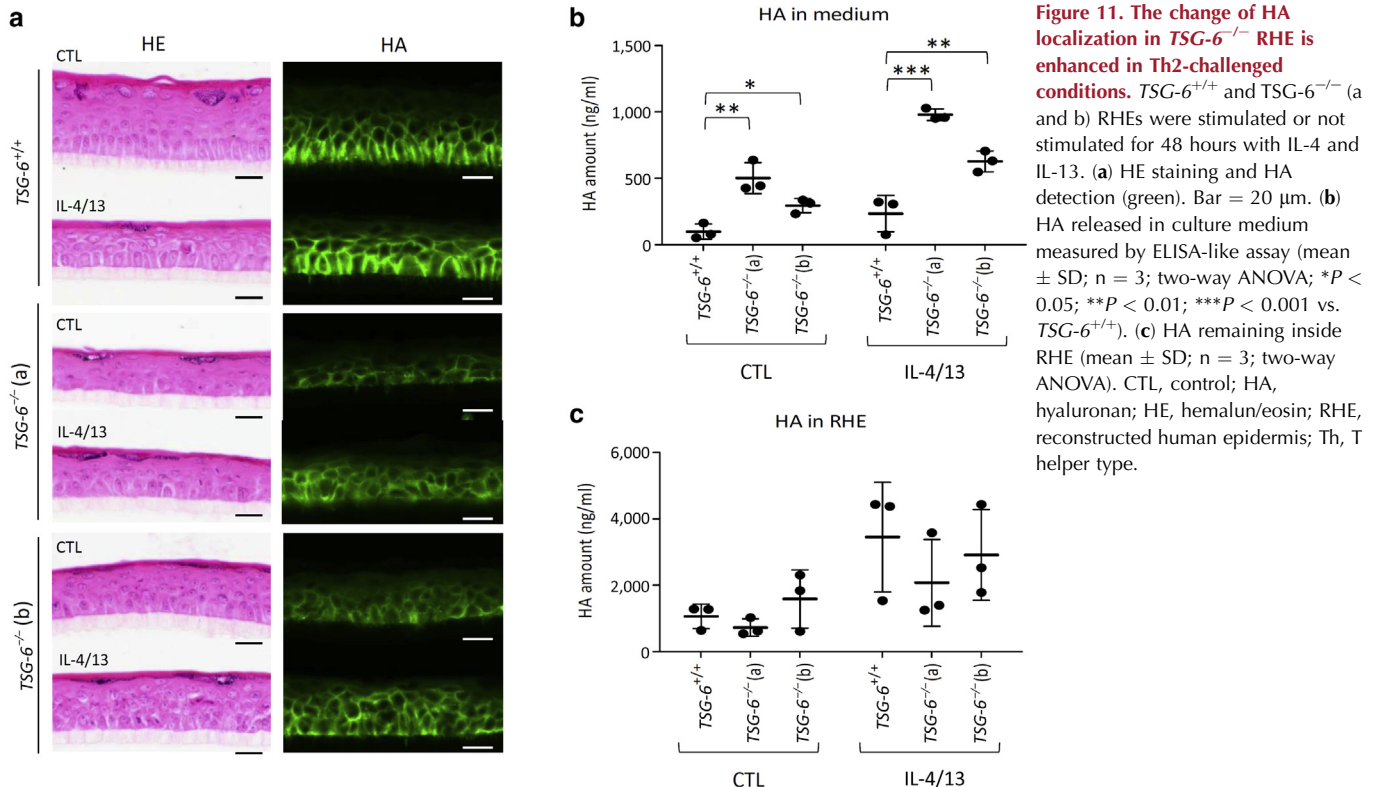 a
HE
HA
CTL
TSG-6+/+
IL-4/13
CTL
TSG-6−/− (a)
IL-4/13
CTL
TSG-6−/− (b)
IL-4/13
b
HA in medium
HA amount (ng/ml)
1,500
1,000
500
0
**
*
***
**
TSG-6+/+
TSG-6−/− (a)
TSG-6−/− (b)
TSG-6+/+
TSG-6−/− (a)
TSG-6−/− (b)
CTL
IL-4/13
c
HA in RHE
HA amount (ng/ml)
6,000
4,000
2,000
0
TSG-6+/+
TSG-6−/− (a)
TSG-6−/− (b)
TSG-6+/+
TSG-6−/− (a)
TSG-6−/− (b)
CTL
IL-4/13
Figure 11. The change of HA
localization in TSG-6−/− RHE is
enhanced in Th2-challenged
conditions. TSG-6+/+ and TSG-6−/− (a
and b) RHEs were stimulated or not
stimulated for 48 hours with IL-4 and
IL-13. (a) HE staining and HA
detection (green). Bar = 20 μm. (b)
HA released in culture medium
measured by ELISA-like assay (mean
± SD; n = 3; two-way ANOVA; *P <
0.05; **P < 0.01; ***P < 0.001 vs.
TSG-6+/+). (c) HA remaining inside
RHE (mean ± SD; n = 3; two-way
ANOVA). CTL, control; HA,
hyaluronan; HE, hemalun/eosin; RHE,
reconstructed human epidermis; Th, T
helper type.